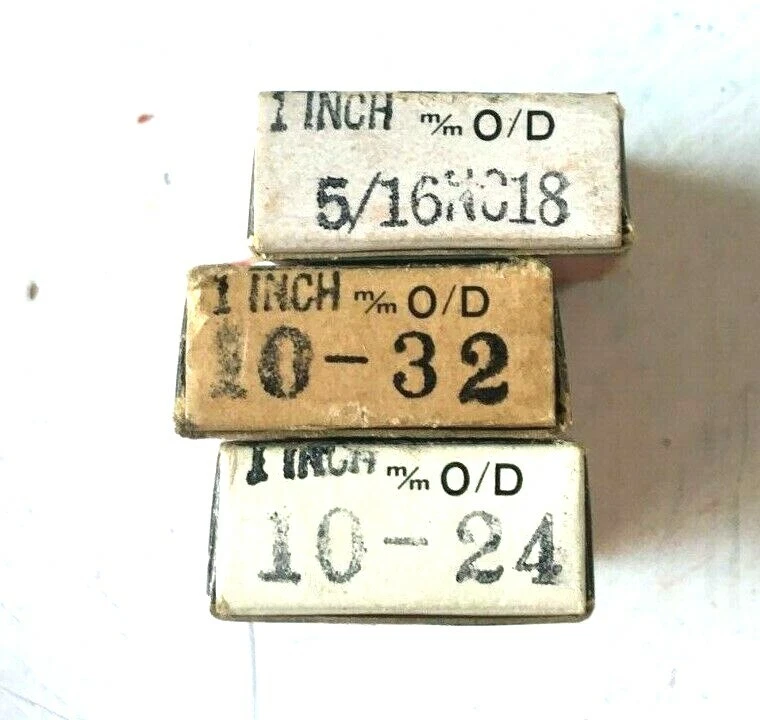 1 INCH m/m O/D
5/16NC18
1 INCH m/m O/D
10-32
1 INCH m/m O/D
10-24